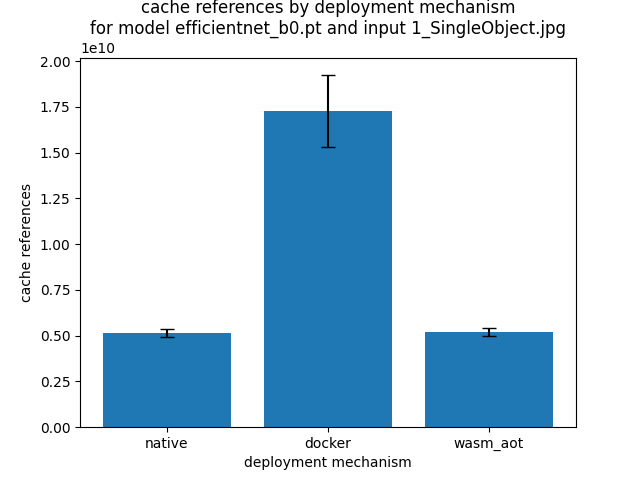 cache references by deployment mechanism
for model efficientnet_b0.pt and input 1_SingleObject.jpg
1e10
2.00
1.75
1.50
1.25
1.00
0.75
0.50
0.25
0.00
cache references
native
docker
wasm_aot
deployment mechanism